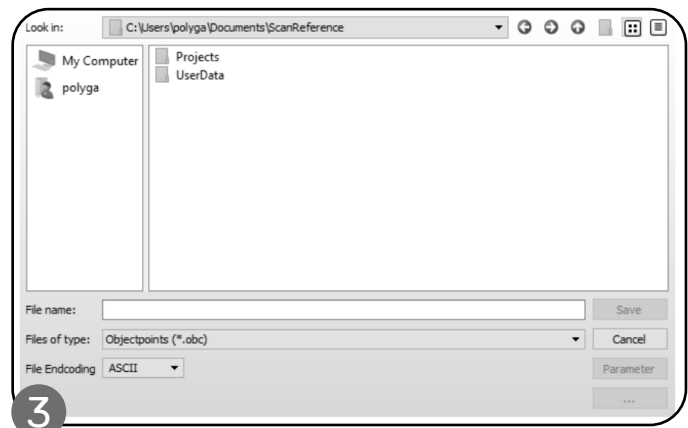 Look in: C:\Users\polyga\Documents\ScanReference
My Computer
polyga
Projects
UserData
File name: Save
Files of type: Objectpoints (*.obc) Cancel
File Endcoding ASCII Parameter
...
3